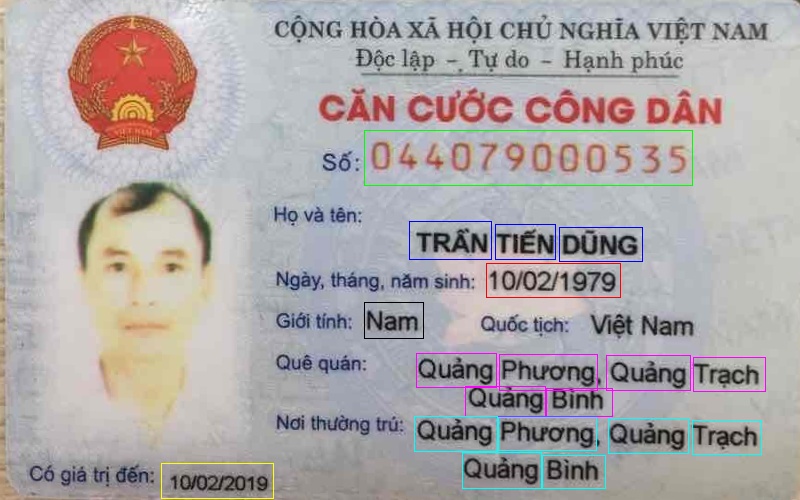 CỘNG HÒA XÃ HỘI CHỦ NGHĨA VIỆT NAM
Độc lập - Tự do - Hạnh phúc
CĂN CƯỚC CÔNG DÂN
Số: 044079000535
Họ và tên:
TRẦN TIẾN DŨNG
Ngày, tháng, năm sinh: 10/02/1979
Giới tính: Nam Quốc tịch: Việt Nam
Quê quán: Quảng Phương, Quảng Trạch
Quảng Bình
Nơi thường trú: Quảng Phương, Quảng Trạch
Quảng Bình
Có giá trị đến: 10/02/2019
VIỆT NAM